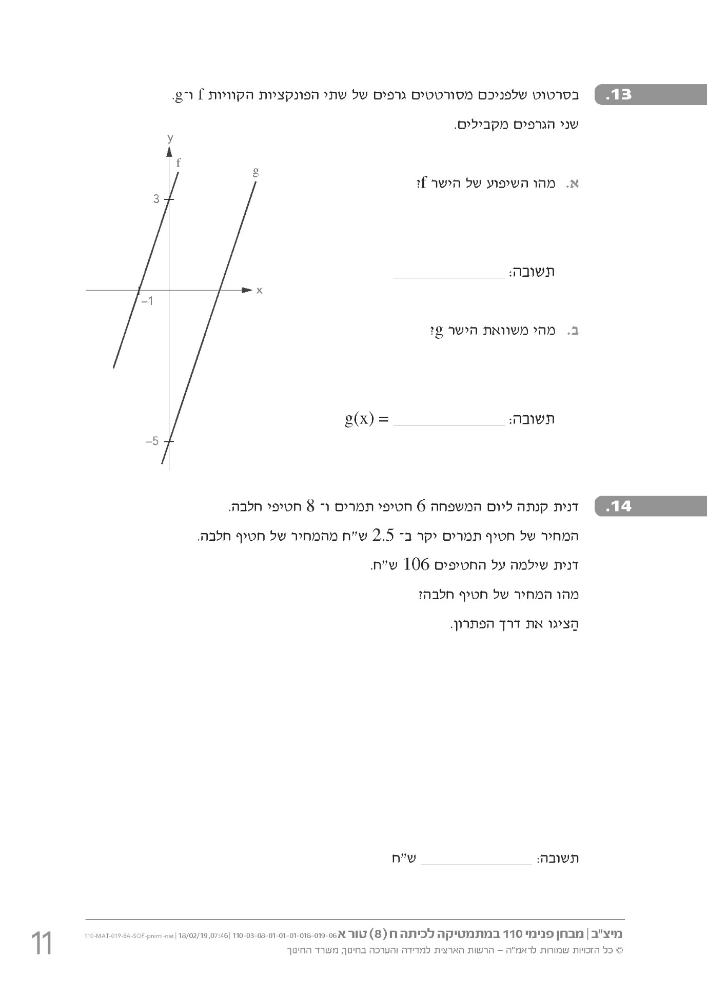 13. בסרטוט שלפניכם מסורטטים גרפים של שתי הפונקציות הקוויות f ו־g.
שני הגרפים מקבילים.
y
f
g
3
x
–1
–5
א. מהו השיפוע של הישר f?
תשובה: ____________
ב. מהי משוואת הישר g?
תשובה: ____________ g(x) =
14. דנית קנתה ליום המשפחה 6 חטיפי תמרים ו־ 8 חטיפי חלבה.
המחיר של חטיף תמרים יקר ב־ 2.5 ש"ח מהמחיר של חטיף חלבה.
דנית שילמה על החטיפים 106 ש"ח.
מהו המחיר של חטיף חלבה?
הַציגו את דרך הפתרון.
תשובה: ____________ ש"ח
מיצ"ב | מבחן פנימי 110 במתמטיקה לכיתה ח (8) טור א 110-03-08-01-01-01-018-019-06 | 18/02/19 ,07:46 | 110-MAT-019-8A-SOF-pnimi-net
© כל הזכויות שמורות לראמ"ה – הרשות הארצית למדידה והערכה בחינוך, משרד החינוך
11